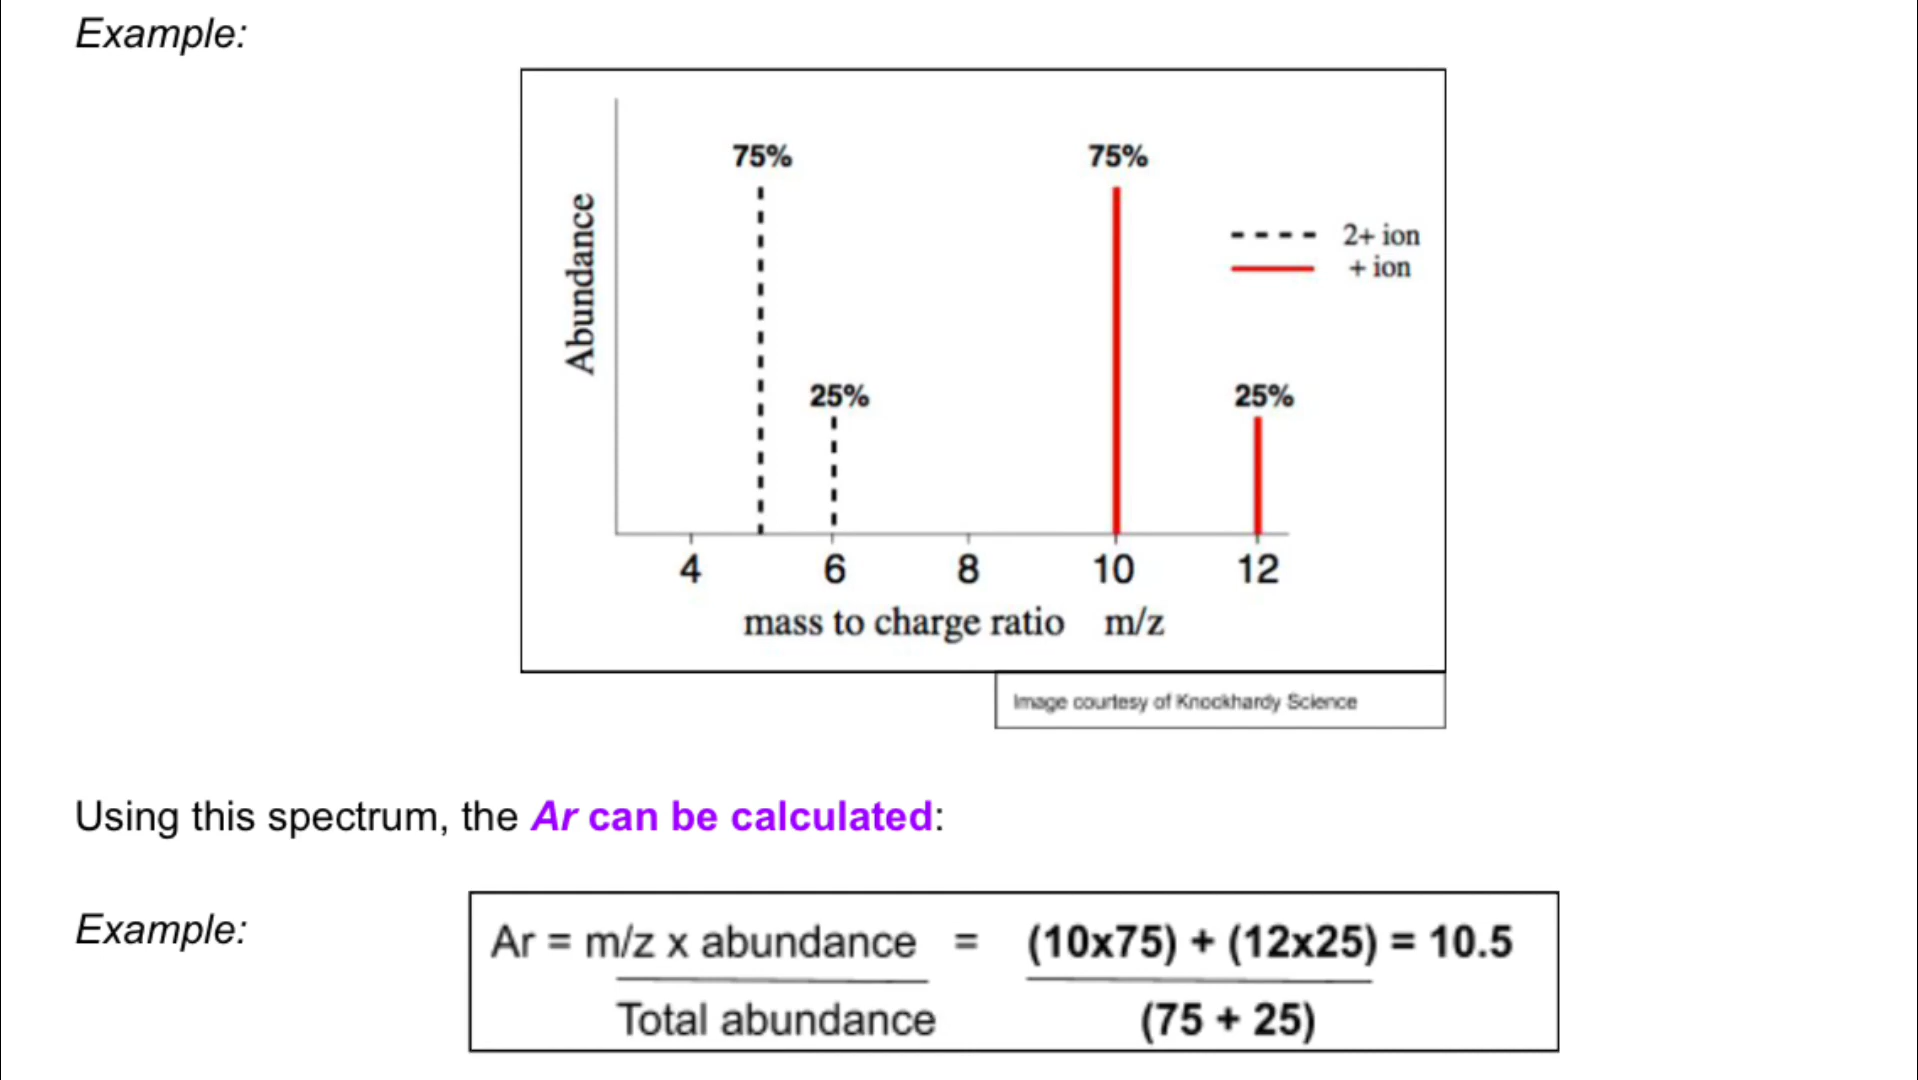 Example:
75%
75%
Abundance
2+ ion
+ ion
25%
25%
4 6 8 10 12
mass to charge ratio m/z
Image courtesy of Knockhardy Science
Using this spectrum, the Ar can be calculated:
Example:
Ar = m/z x abundance = (10x75) + (12x25) = 10.5
Total abundance (75 + 25)